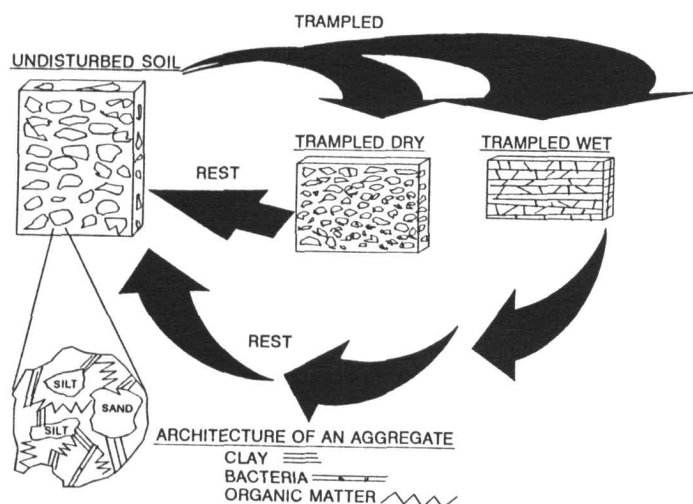 TRAMPLED
UNDISTURBED SOIL
TRAMPLED DRY
TRAMPLED WET
REST
REST
SILT
SAND
SILT
ARCHITECTURE OF AN AGGREGATE
CLAY
BACTERIA
ORGANIC MATTER